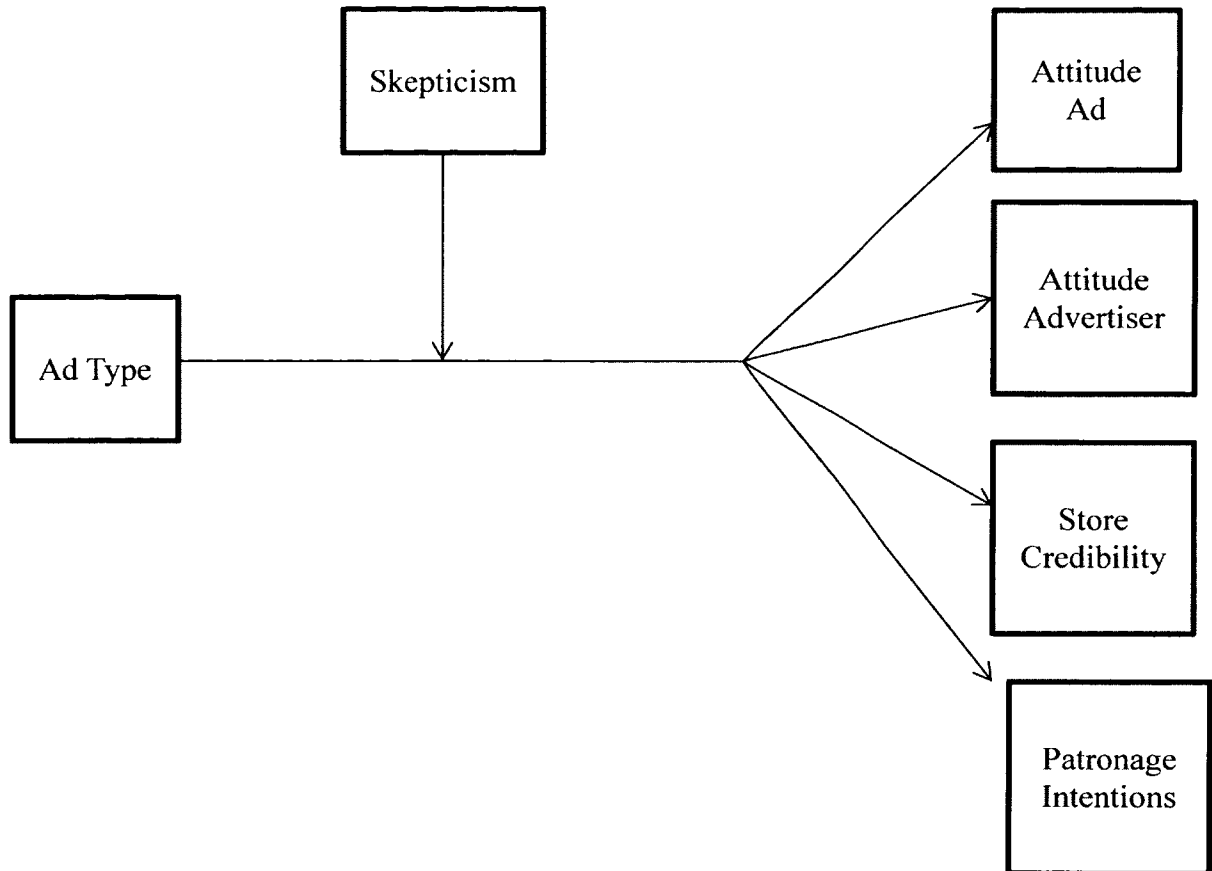 Skepticism
Attitude
Ad
Attitude
Advertiser
Ad Type
Store
Credibility
Patronage
Intentions